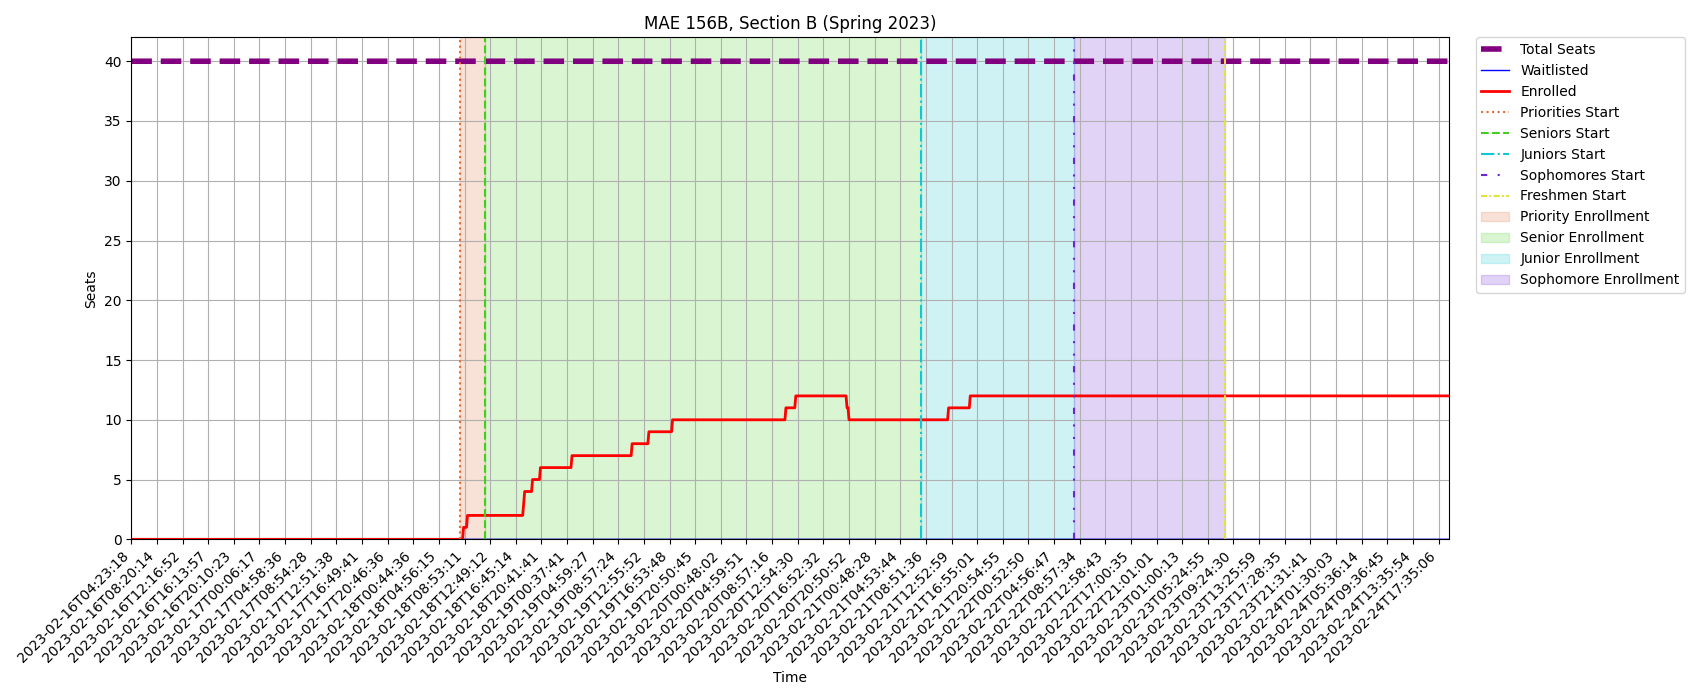 MAE 156B, Section B (Spring 2023)
Seats
40
35
30
25
20
15
10
5
0
2023-02-16T04:23:18
2023-02-16T08:20:14
2023-02-16T12:16:52
2023-02-16T16:13:57
2023-02-16T20:10:23
2023-02-17T00:06:17
2023-02-17T04:58:36
2023-02-17T08:54:28
2023-02-17T12:51:38
2023-02-17T16:49:41
2023-02-17T20:46:36
2023-02-18T00:44:36
2023-02-18T04:56:15
2023-02-18T08:53:11
2023-02-18T12:49:12
2023-02-18T16:45:14
2023-02-18T20:41:41
2023-02-19T00:37:41
2023-02-19T04:59:27
2023-02-19T08:57:24
2023-02-19T12:55:52
2023-02-19T16:53:48
2023-02-19T20:50:45
2023-02-20T00:48:02
2023-02-20T04:59:51
2023-02-20T08:57:16
2023-02-20T12:54:30
2023-02-20T16:52:32
2023-02-20T20:50:52
2023-02-21T00:48:28
2023-02-21T04:53:44
2023-02-21T08:51:36
2023-02-21T12:52:59
2023-02-21T16:55:01
2023-02-21T20:54:55
2023-02-22T00:52:50
2023-02-22T04:56:47
2023-02-22T08:57:34
2023-02-22T12:58:43
2023-02-22T17:00:35
2023-02-22T21:01:01
2023-02-23T01:00:13
2023-02-23T05:24:55
2023-02-23T09:24:30
2023-02-23T13:25:59
2023-02-23T17:28:35
2023-02-23T21:31:41
2023-02-24T01:30:03
2023-02-24T05:36:14
2023-02-24T09:36:45
2023-02-24T13:35:54
2023-02-24T17:35:06
Time
Total Seats
Waitlisted
Enrolled
Priorities Start
Seniors Start
Juniors Start
Sophomores Start
Freshmen Start
Priority Enrollment
Senior Enrollment
Junior Enrollment
Sophomore Enrollment